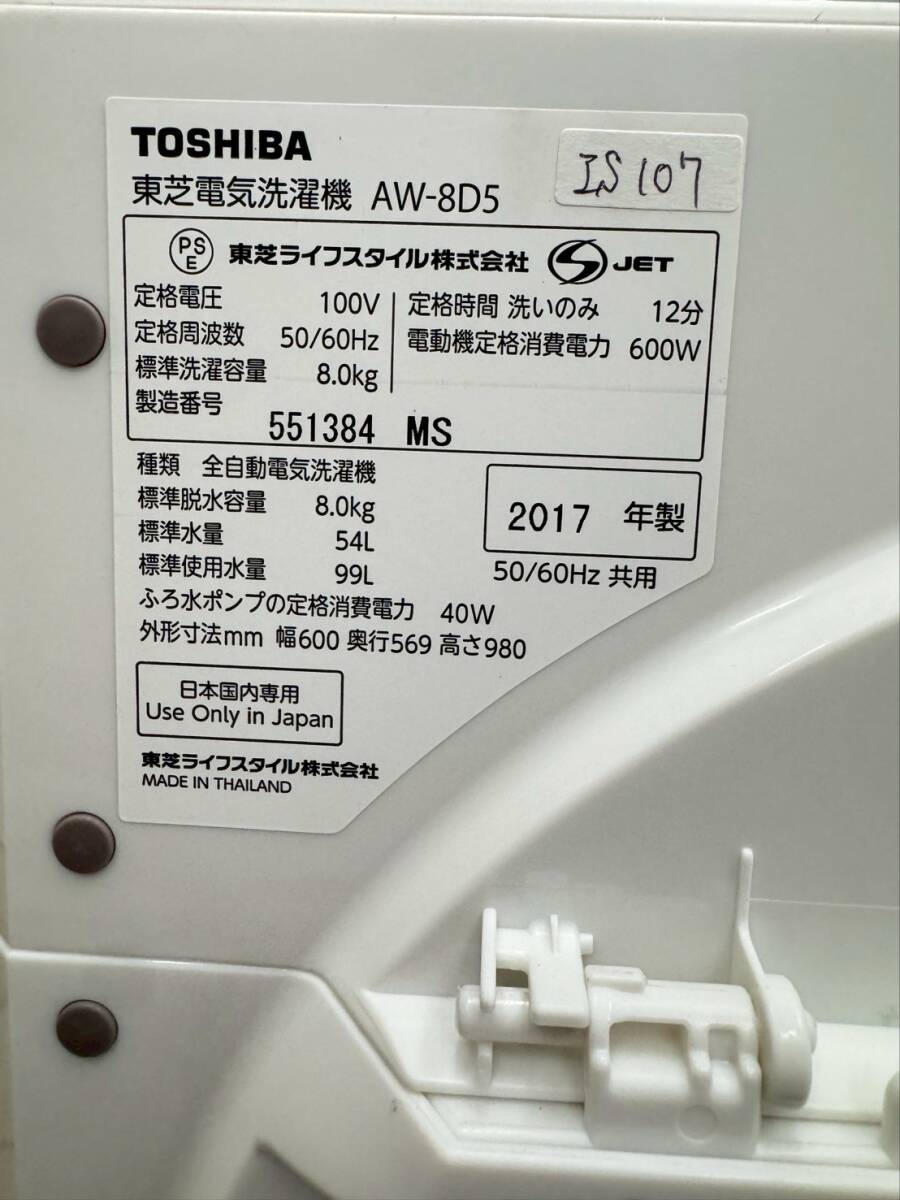 TOSHIBA
東芝電気洗濯機 AW-8D5
IS107
PS
E
東芝ライフスタイル株式会社
S JET
定格電圧 100V
定格周波数 50/60Hz
標準洗濯容量 8.0kg
定格時間 洗いのみ 12分
電動機定格消費電力 600W
製造番号 551384 MS
種類 全自動電気洗濯機
標準脱水容量 8.0kg
標準水量 54L
標準使用水量 99L
2017 年製
50/60Hz 共用
ふろ水ポンプの定格消費電力 40W
外形寸法mm 幅600 奥行569 高さ980
日本国内専用
Use Only in Japan
東芝ライフスタイル株式会社
MADE IN THAILAND